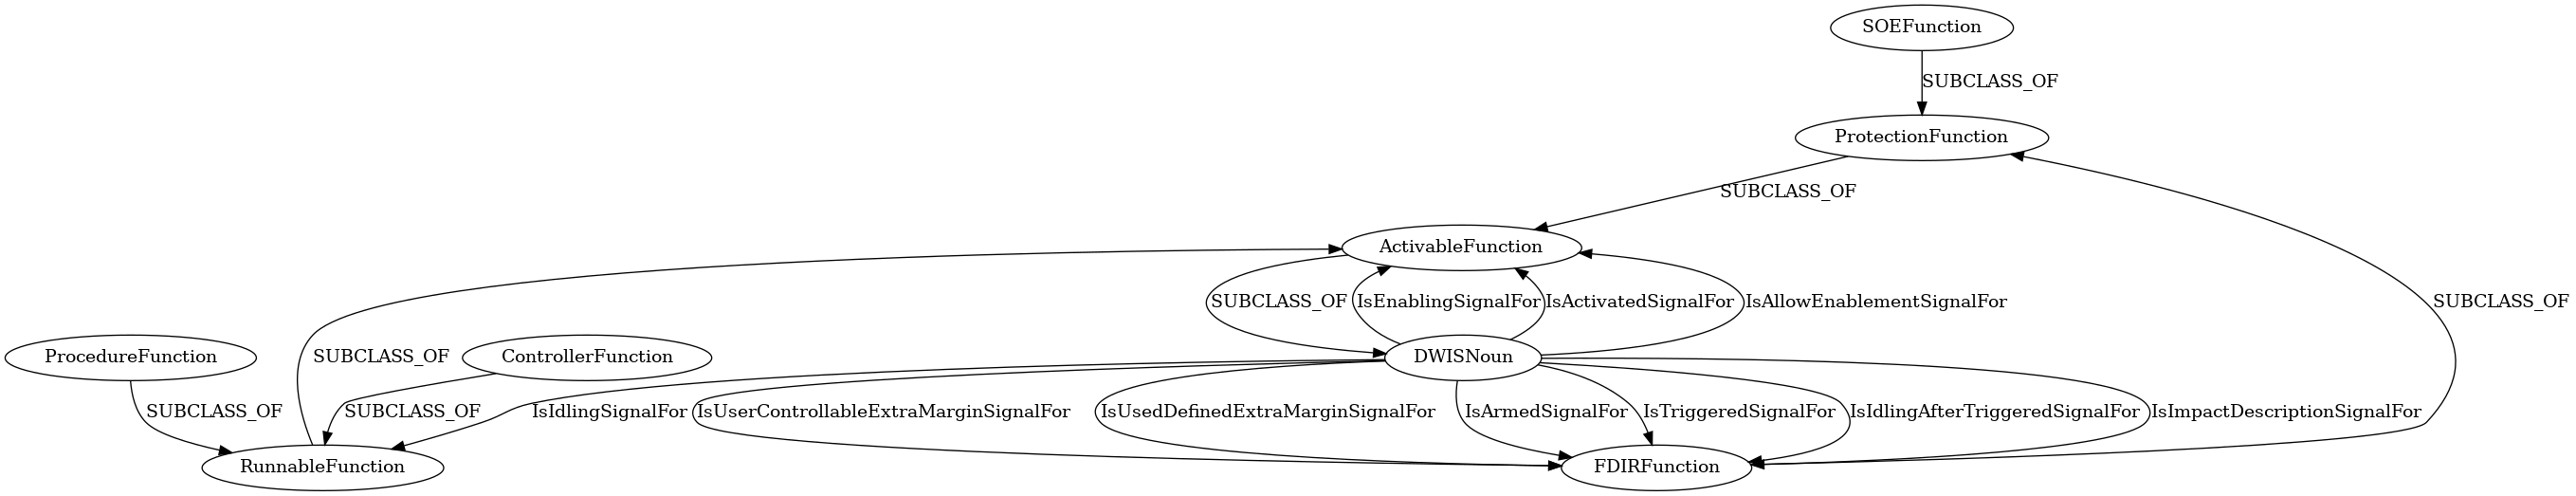 SOEFunction
SUBCLASS_OF
ProtectionFunction
SUBCLASS_OF
ActivableFunction
SUBCLASS_OF
IsEnablingSignalFor
IsActivatedSignalFor
IsAllowEnablementSignalFor
SUBCLASS_OF
ProcedureFunction
SUBCLASS_OF
ControllerFunction
DWISNoun
SUBCLASS_OF
SUBCLASS_OF
IsIdlingSignalFor
IsUserControllableExtraMarginSignalFor
IsUsedDefinedExtraMarginSignalFor
IsArmedSignalFor
IsTriggeredSignalFor
IsIdlingAfterTriggeredSignalFor
IsImpactDescriptionSignalFor
RunnableFunction
FDIRFunction